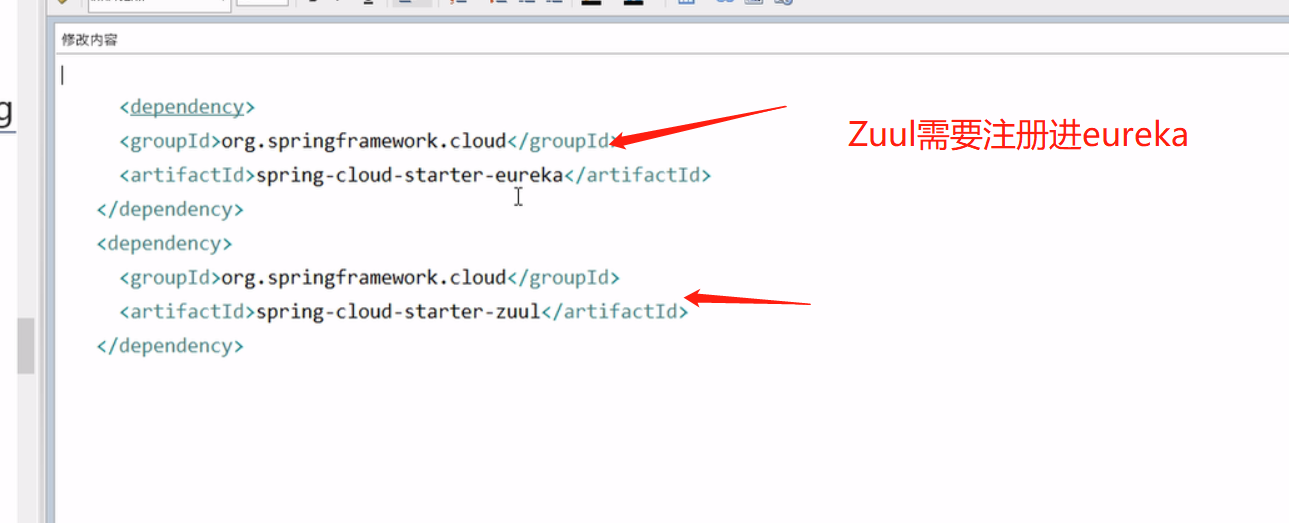 修改内容
g
<dependency>
<groupId>org.springframework.cloud</groupId>
<artifactId>spring-cloud-starter-eureka</artifactId>
</dependency>
<dependency>
<groupId>org.springframework.cloud</groupId>
<artifactId>spring-cloud-starter-zuul</artifactId>
</dependency>
Zuul需要注册进eureka